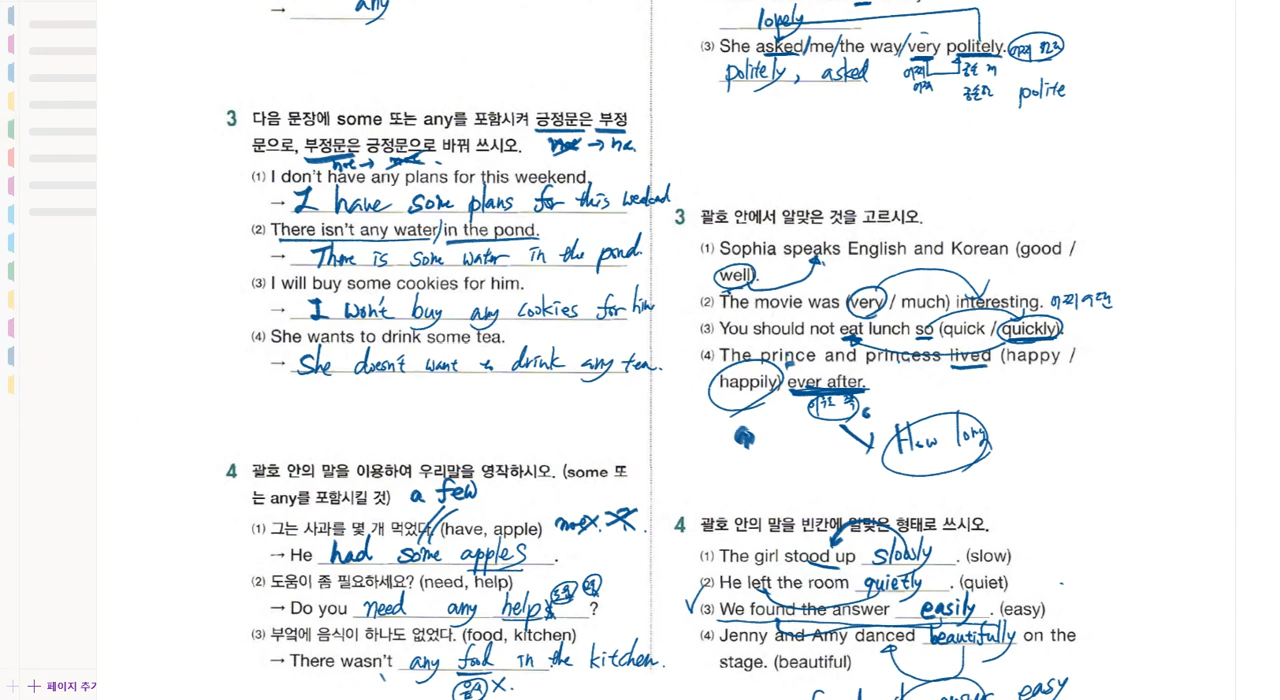 → any
3 다음 문장에 some 또는 any를 포함시켜 긍정문은 부정
문으로, 부정문은 긍정문으로 바꿔 쓰시오.
(1) I don't have any plans for this weekend.
→ I have some plans for this weekend
(2) There isn't any water/in the pond.
→ There is some water in the pond.
(3) I will buy some cookies for him.
→ I won't buy any cookies for him
(4) She wants to drink some tea.
→ She doesn't want to drink any tea.
4 괄호 안의 말을 이용하여 우리말을 영작하시오. (some 또
는 any를 포함시킬 것) a few
(1) 그는 사과를 몇 개 먹었다. (have, apple)
→ He had some apples.
(2) 도움이 좀 필요하세요? (need, help)
→ Do you need any help ?
(3) 부엌에 음식이 하나도 없었다. (food, kitchen)
→ There wasn't any food in the kitchen.
lovely
(3) She asked/me/the way/very politely.
politely, asked
polite
3 괄호 안에서 알맞은 것을 고르시오.
(1) Sophia speaks English and Korean (good /
well).
(2) The movie was (very / much) interesting.
(3) You should not eat lunch so (quick / quickly).
(4) The prince and princess lived (happy /
happily) ever after.
How long
4 괄호 안의 말을 빈칸에 알맞은 형태로 쓰시오.
(1) The girl stood up slowly . (slow)
(2) He left the room quietly . (quiet)
(3) We found the answer easily . (easy)
(4) Jenny and Amy danced beautifully on the
stage. (beautiful)
easy
+ + 페이지 추가